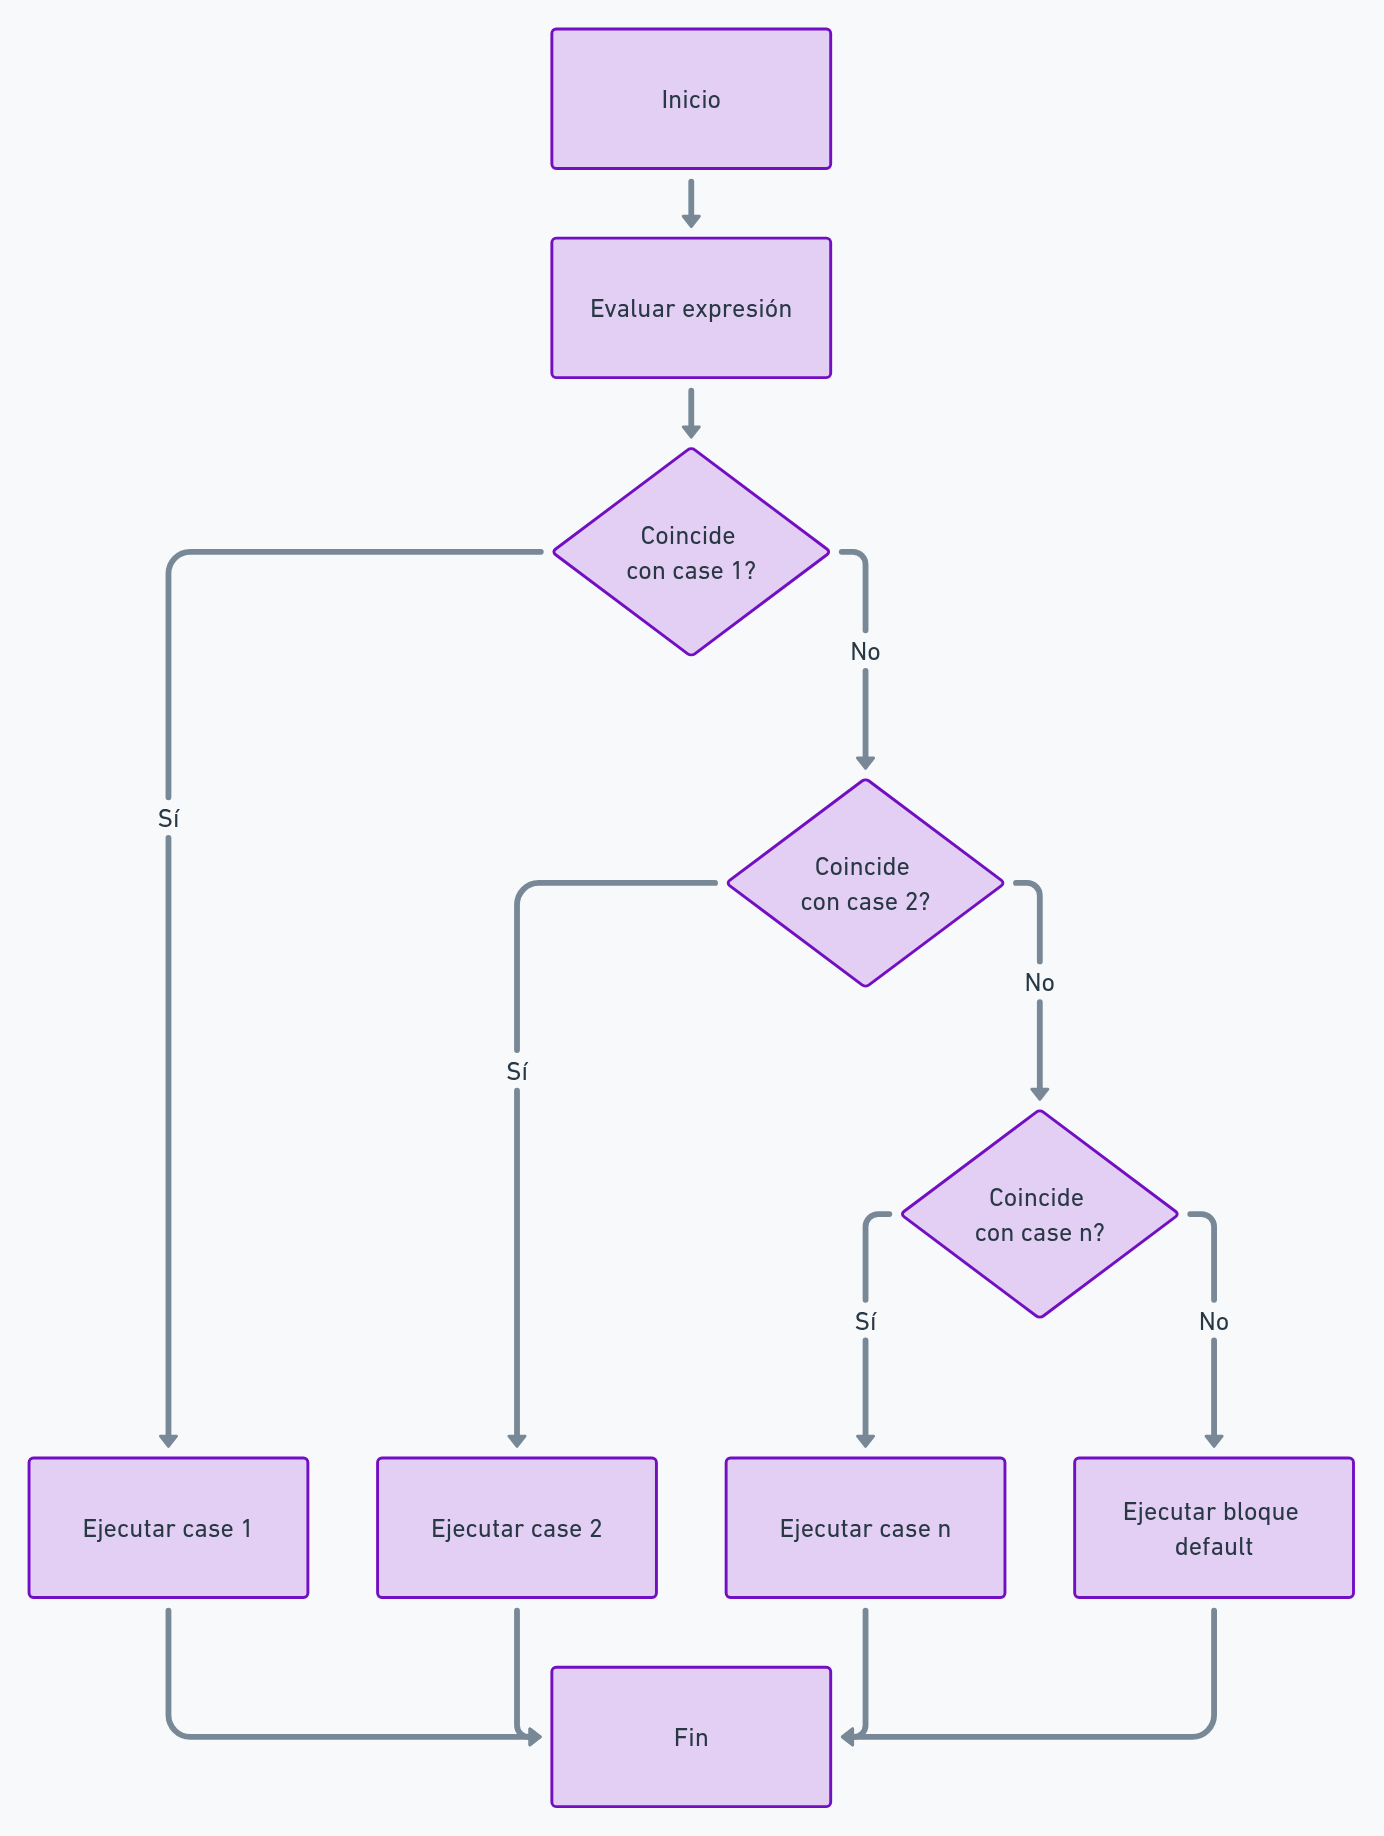 Inicio
Evaluar expresión
Coincide
con case 1?
No
Sí
Coincide
con case 2?
No
Sí
Coincide
con case n?
Sí
No
Ejecutar case 1
Ejecutar case 2
Ejecutar case n
Ejecutar bloque
default
Fin